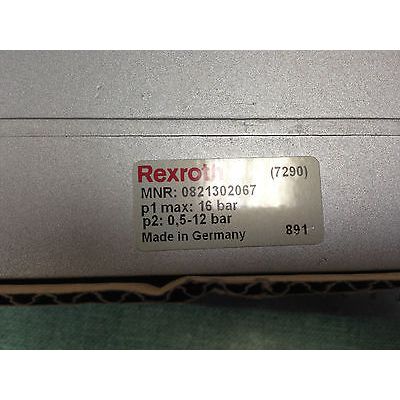 Rexroth (7290)
MNR: 0821302067
p1 max: 16 bar
p2: 0,5-12 bar
Made in Germany 891